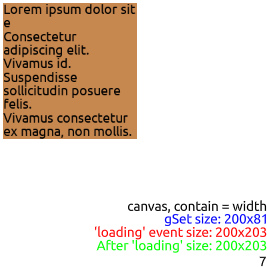 Lorem ipsum dolor sit
e
Consectetur
adipiscing elit.
Vivamus id.
Suspendisse
sollicitudin posuere
felis.
Vivamus consectetur
ex magna, non mollis.
canvas, contain = width
gSet size: 200x81
'loading' event size: 200x203
After 'loading' size: 200x203
7